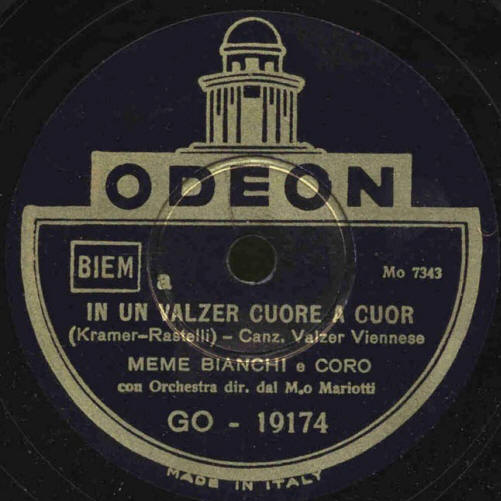 ODEON
BIEM a Mo 7343
IN UN VALZER CUORE A CUOR
(Kramer-Rastelli) - Canz. Valzer Viennese
MEME BIANCHI e CORO
con Orchestra dir. dal M.o Mariotti
GO - 19174
MADE IN ITALY